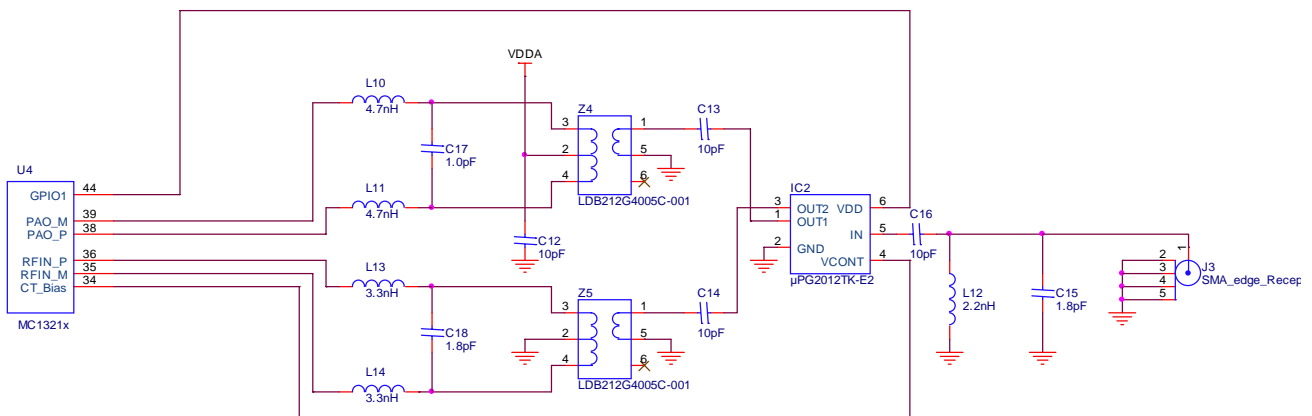 VDDA
L10
4.7nH
C17
1.0pF
L11
4.7nH
Z4
3
2
4
1
5
6
LDB212G4005C-001
C13
10pF
C12
10pF
U4
GPIO1
44
PAO_M
39
PAO_P
38
RFIN_P
36
RFIN_M
35
CT_Bias
34
MC1321x
L13
3.3nH
C18
1.8pF
L14
3.3nH
Z5
3
2
4
1
5
6
LDB212G4005C-001
C14
10pF
IC2
3
OUT2
VDD
6
1
OUT1
IN
5
2
GND
VCONT
4
µPG2012TK-E2
C16
10pF
L12
2.2nH
C15
1.8pF
1
2
3
4
5
J3
SMA_edge_Recep